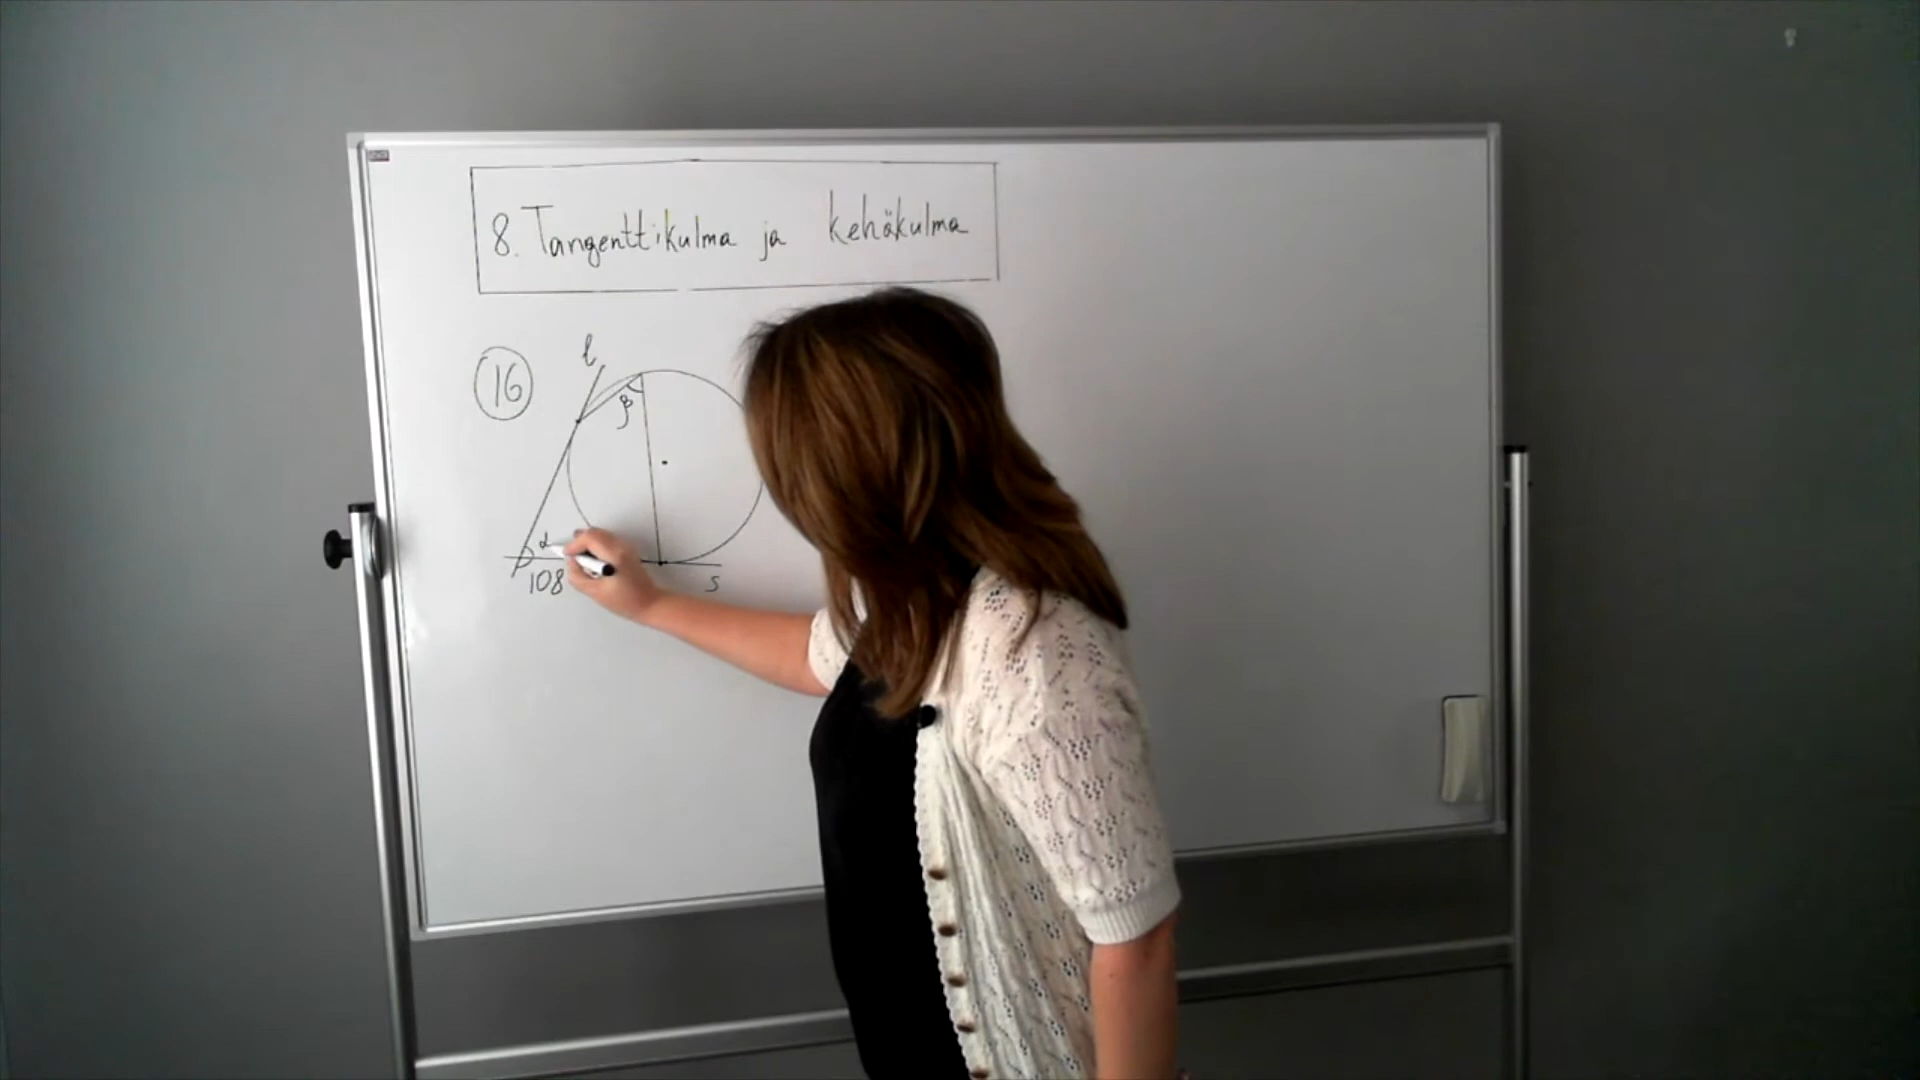 8. Tangenttikulma ja kehäkulma
16
l
β
α
108
s